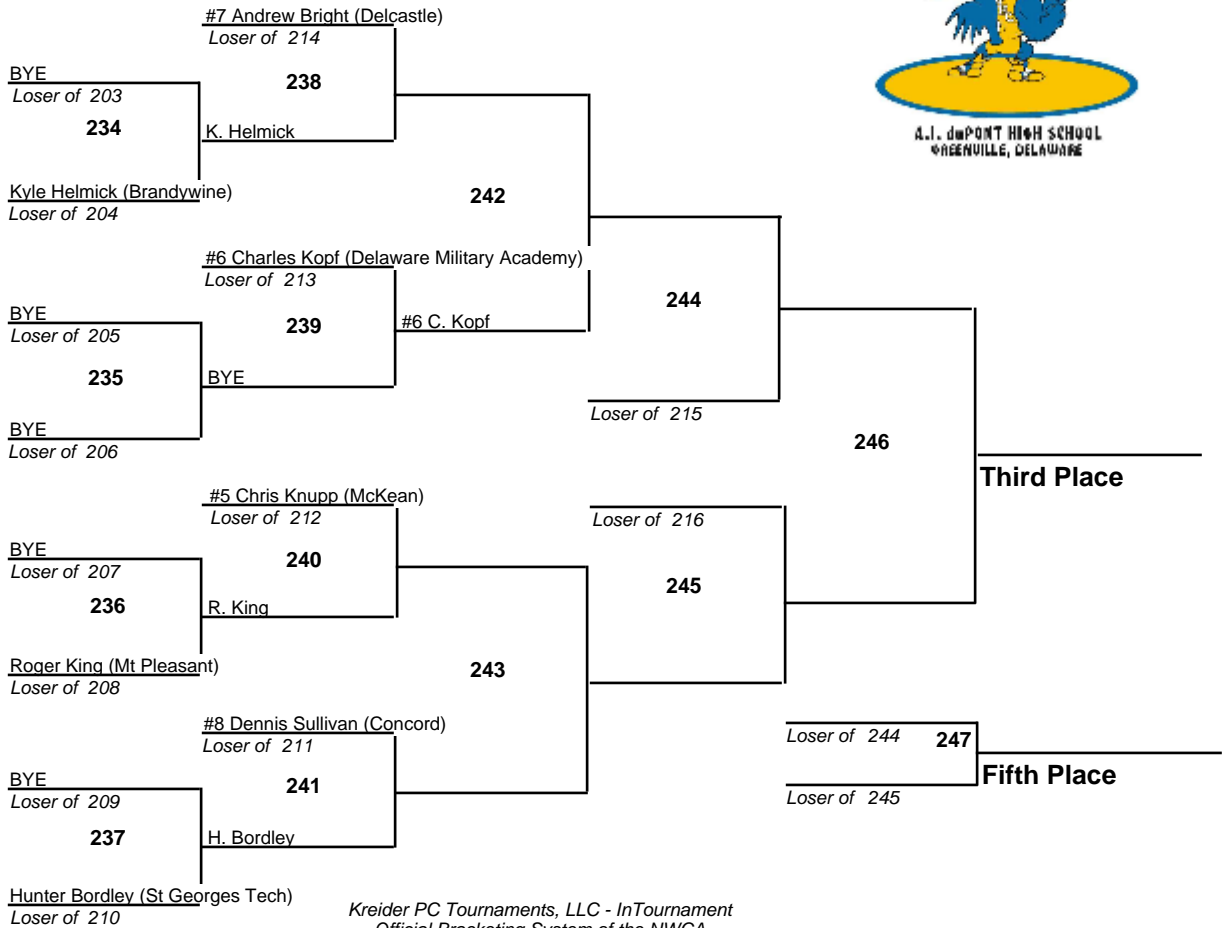 #7 Andrew Bright (Delcastle)
Loser of 214
BYE
238
Loser of 203
234
K. Helmick
A.I. duPONT HIGH SCHOOL
GREENVILLE, DELAWARE
Kyle Helmick (Brandywine)
242
Loser of 204
#6 Charles Kopf (Delaware Military Academy)
Loser of 213
244
BYE
239
#6 C. Kopf
Loser of 205
235
BYE
Loser of 215
BYE
246
Loser of 206
Third Place
#5 Chris Knupp (McKean)
Loser of 212
Loser of 216
BYE
240
Loser of 207
245
236
R. King
Roger King (Mt Pleasant)
243
Loser of 208
#8 Dennis Sullivan (Concord)
Loser of 211
Loser of 244
247
BYE
241
Fifth Place
Loser of 209
Loser of 245
237
H. Bordley
Hunter Bordley (St Georges Tech)
Loser of 210
Kreider PC Tournaments, LLC - InTournament
Official Bracketing System of the NWCA